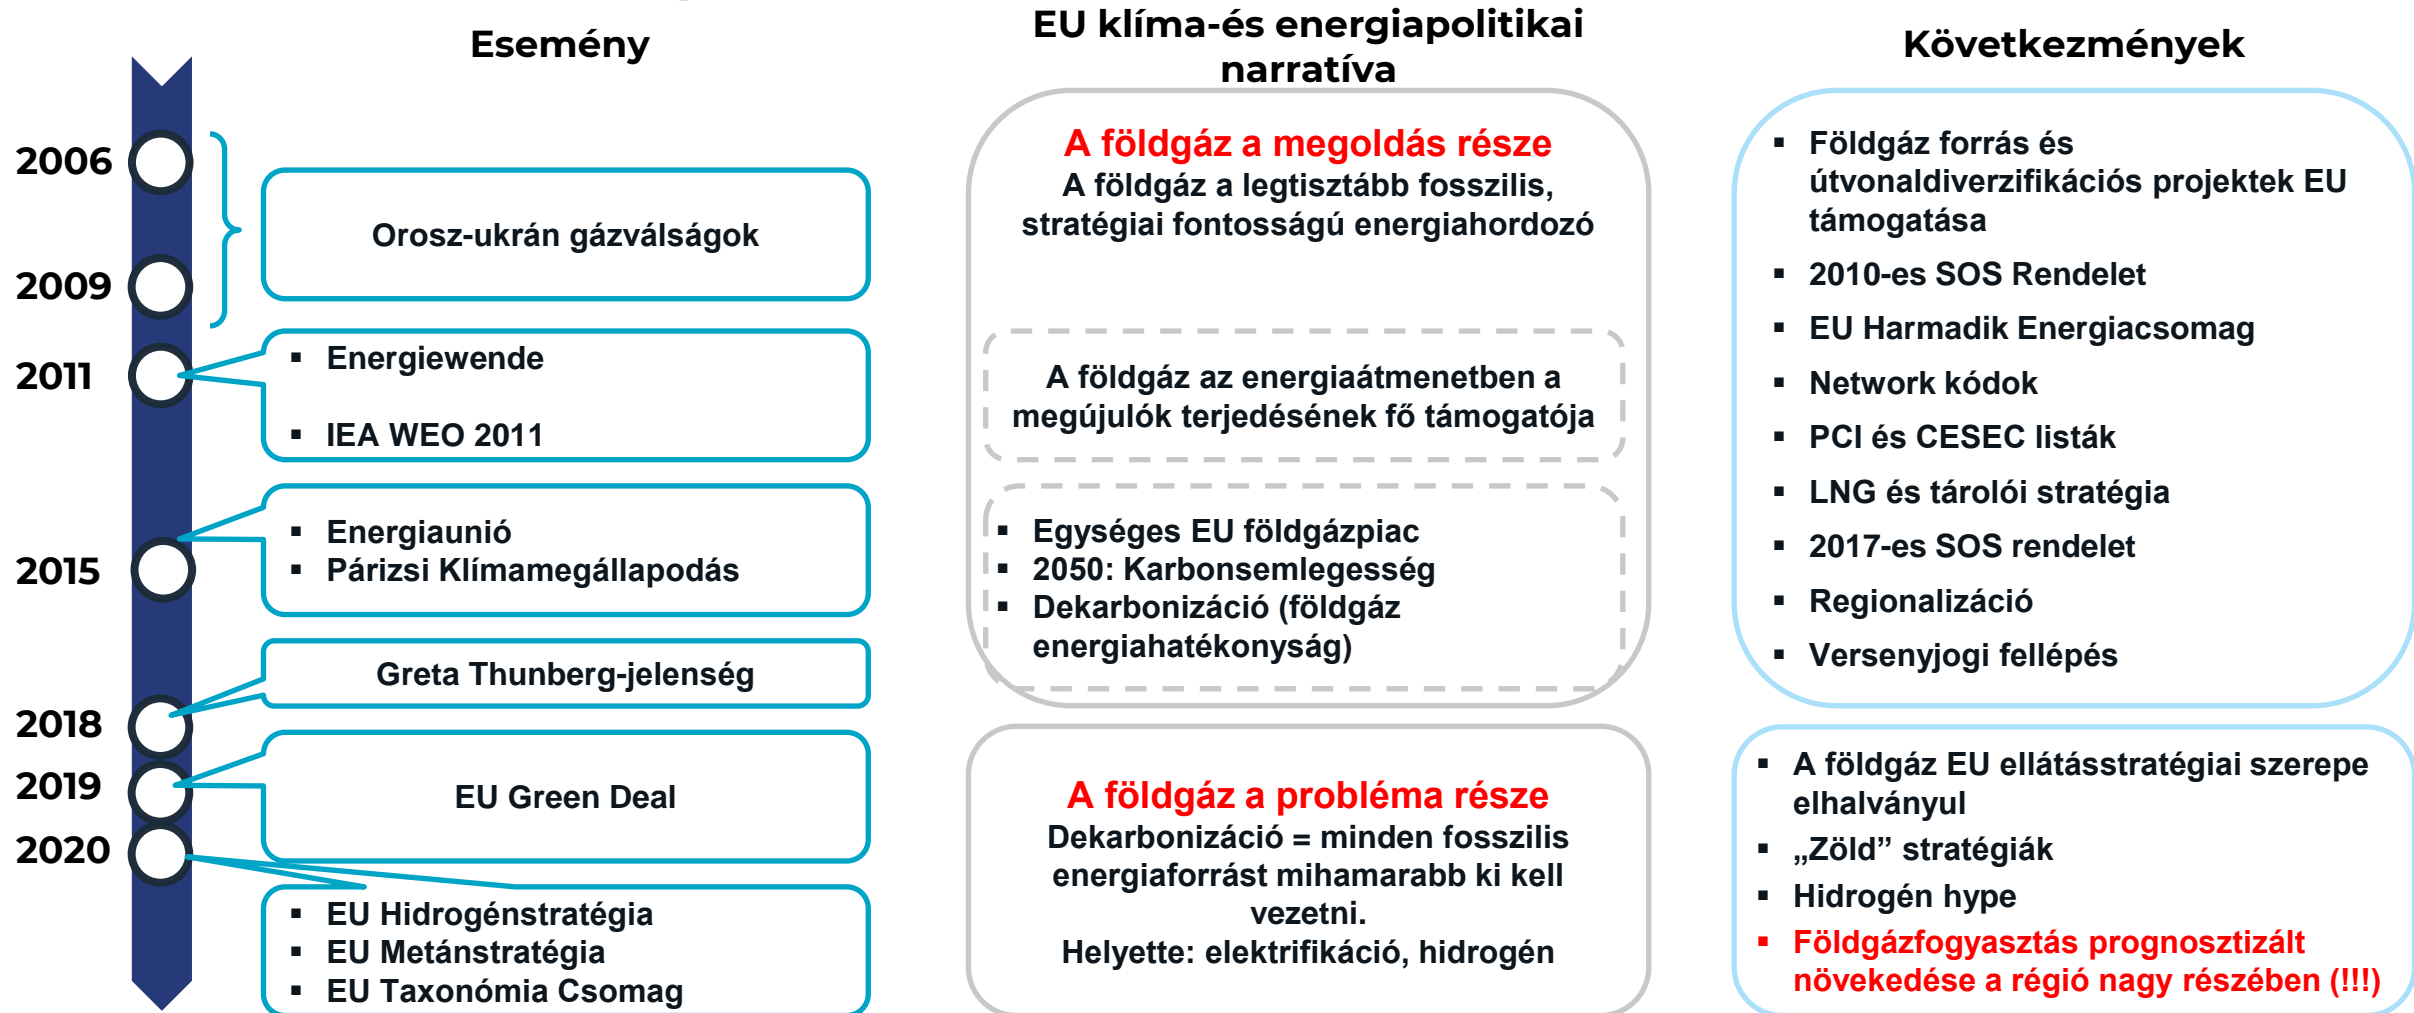 Esemény
EU klíma-és energiapolitikai
narratíva
Következmények
2006
2009
2011
2015
2018
2019
2020
Orosz-ukrán gázválságok
▪ Energiewende
▪ IEA WEO 2011
▪ Energiaunió
▪ Párizsi Klímamegállapodás
Greta Thunberg-jelenség
EU Green Deal
▪ EU Hidrogénstratégia
▪ EU Metánstratégia
▪ EU Taxonómia Csomag
A földgáz a megoldás része
A földgáz a legtisztább fosszilis,
stratégiai fontosságú energiahordozó
A földgáz az energiaátmenetben a
megújulók terjedésének fő támogatója
▪ Egységes EU földgázpiac
▪ 2050: Karbonsemlegesség
▪ Dekarbonizáció (földgáz
energiahatékonyság)
A földgáz a probléma része
Dekarbonizáció = minden fosszilis
energiaforrást mihamarabb ki kell
vezetni.
Helyette: elektrifikáció, hidrogén
▪ Földgáz forrás és
útvonaldiverzifikációs projektek EU
támogatása
▪ 2010-es SOS Rendelet
▪ EU Harmadik Energiacsomag
▪ Network kódok
▪ PCI és CESEC listák
▪ LNG és tárolói stratégia
▪ 2017-es SOS rendelet
▪ Regionalizáció
▪ Versenyjogi fellépés
▪ A földgáz EU ellátásstratégiai szerepe
elhalványul
▪ „Zöld” stratégiák
▪ Hidrogén hype
▪ Földgázfogyasztás prognosztizált
növekedése a régió nagy részében (!!!)